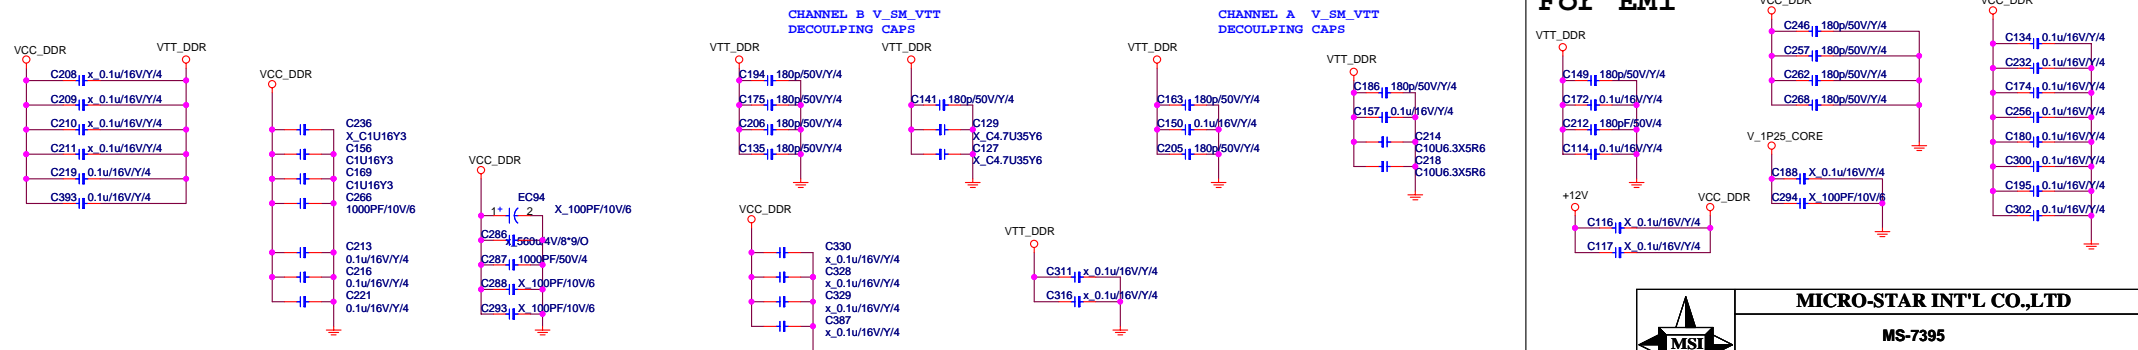 CHANNEL B V_SM_VTT
DECOULPING CAPS
CHANNEL A V_SM_VTT
DECOULPING CAPS
For EMI
VCC_DDR
VTT_DDR
C208 x_0.1u/16V/Y/4
C209 x_0.1u/16V/Y/4
C210 x_0.1u/16V/Y/4
C211 x_0.1u/16V/Y/4
C219 0.1u/16V/Y/4
C393 0.1u/16V/Y/4
VCC_DDR
C236
X_C1U16Y3
C156
C1U16Y3
C169
C1U16Y3
C266
1000PF/10V/6
C213
0.1u/16V/Y/4
C216
0.1u/16V/Y/4
C221
0.1u/16V/Y/4
VCC_DDR
EC94
1 + 2
X_100PF/10V/6
C286
x_560u/4V/8*9/O
C287 1000PF/50V/4
C288 X_100PF/10V/6
C293 X_100PF/10V/6
VTT_DDR
C194 180p/50V/Y/4
C175 180p/50V/Y/4
C206 180p/50V/Y/4
C135 180p/50V/Y/4
VTT_DDR
C141 180p/50V/Y/4
C129
X_C4.7U35Y6
C127
X_C4.7U35Y6
VCC_DDR
C330
x_0.1u/16V/Y/4
C328
x_0.1u/16V/Y/4
C329
x_0.1u/16V/Y/4
C387
x_0.1u/16V/Y/4
VTT_DDR
C311 x_0.1u/16V/Y/4
C316 x_0.1u/16V/Y/4
VTT_DDR
C163 180p/50V/Y/4
C150 0.1u/16V/Y/4
C205 180p/50V/Y/4
VTT_DDR
C186 180p/50V/Y/4
C157 0.1u/16V/Y/4
C214
C10U6.3X5R6
C218
C10U6.3X5R6
VTT_DDR
C149 180p/50V/Y/4
C172 0.1u/16V/Y/4
C212 180pF/50V/4
C114 0.1u/16V/Y/4
+12V
VCC_DDR
C116 X_0.1u/16V/Y/4
C117 X_0.1u/16V/Y/4
VCC_DDR
C246 180p/50V/Y/4
C257 180p/50V/Y/4
C262 180p/50V/Y/4
C268 180p/50V/Y/4
V_1P25_CORE
C188 X_0.1u/16V/Y/4
C294 X_100PF/10V/6
VCC_DDR
C134 0.1u/16V/Y/4
C232 0.1u/16V/Y/4
C174 0.1u/16V/Y/4
C256 0.1u/16V/Y/4
C180 0.1u/16V/Y/4
C300 0.1u/16V/Y/4
C195 0.1u/16V/Y/4
C302 0.1u/16V/Y/4
MSI
MICRO-STAR INT'L CO.,LTD
MS-7395